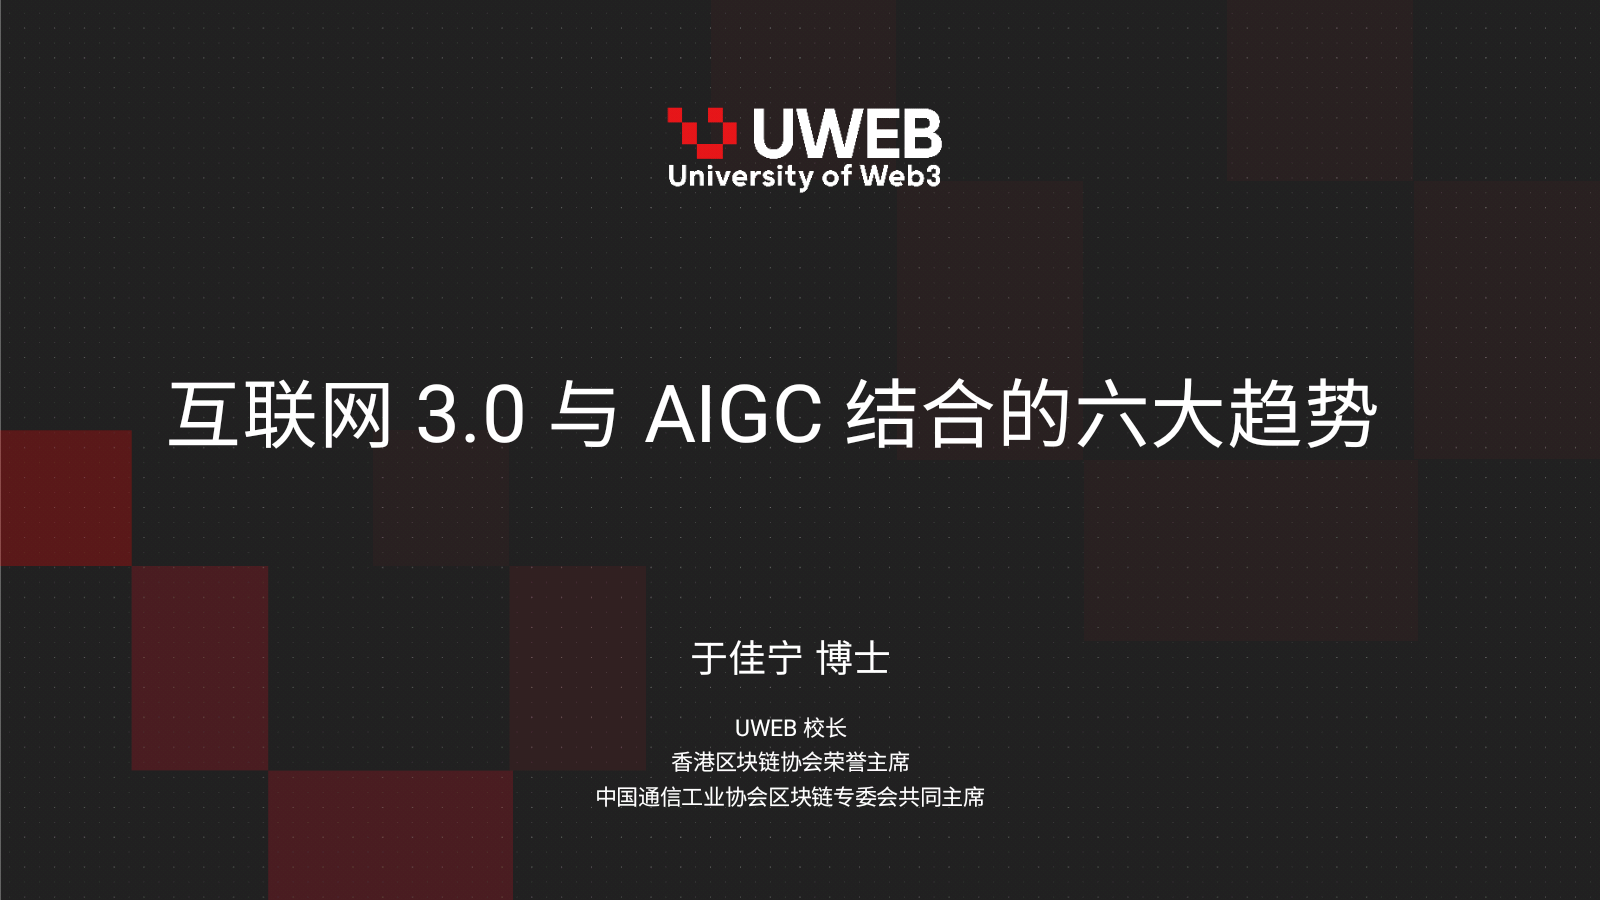 UWEB
University of Web3
互联网 3.0 与 AIGC 结合的六大趋势
于佳宁 博士
UWEB 校长
香港区块链协会荣誉主席
中国通信工业协会区块链专委会共同主席